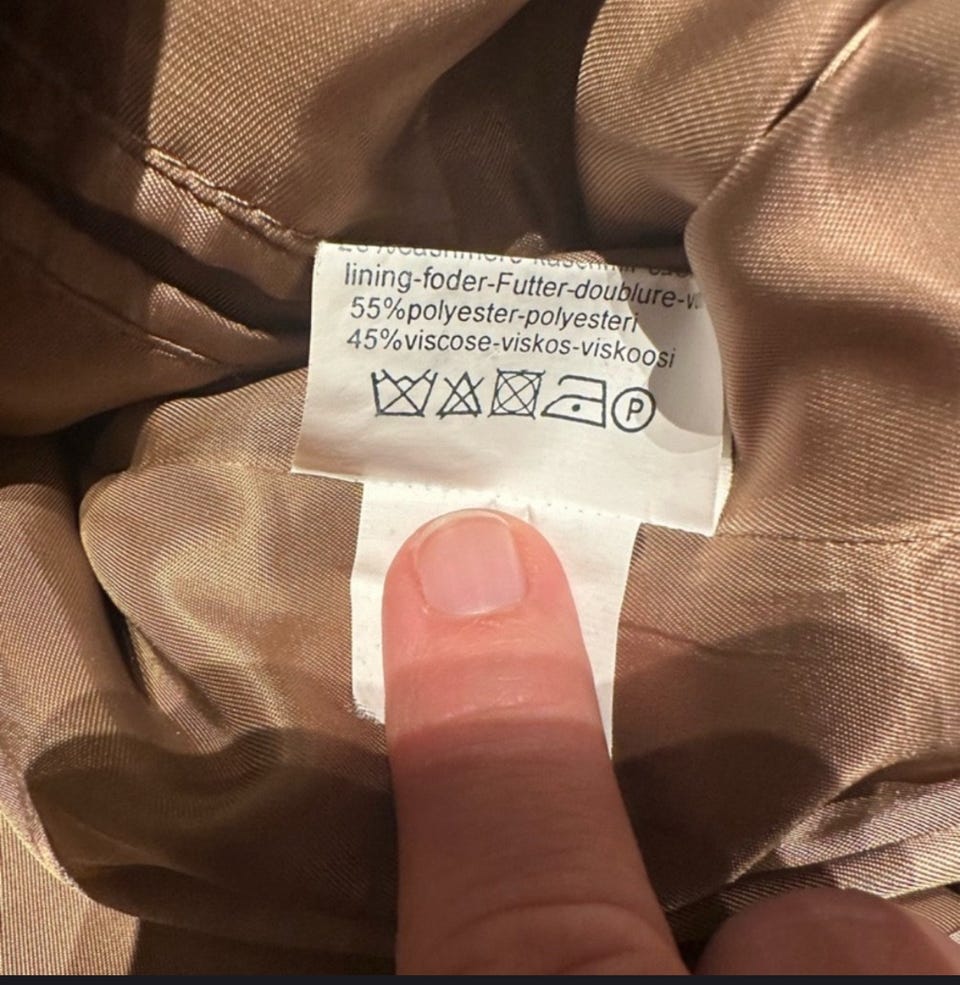 lining-foder-Futter-doublure-
55%polyester-polyesteri
45%viscose-viskos-viskoosi
P